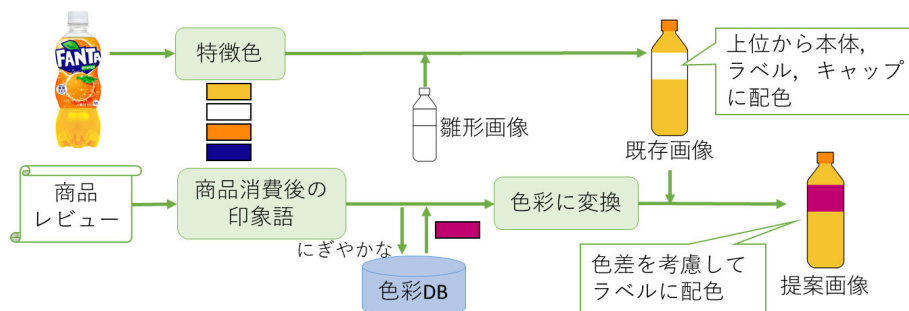 FANTA
特徴色
雛形画像
上位から本体,
ラベル, キャップ
に配色
既存画像
商品
レビュー
商品消費後の
印象語
にぎやかな
色彩DB
色彩に変換
色差を考慮して
ラベルに配色
提案画像